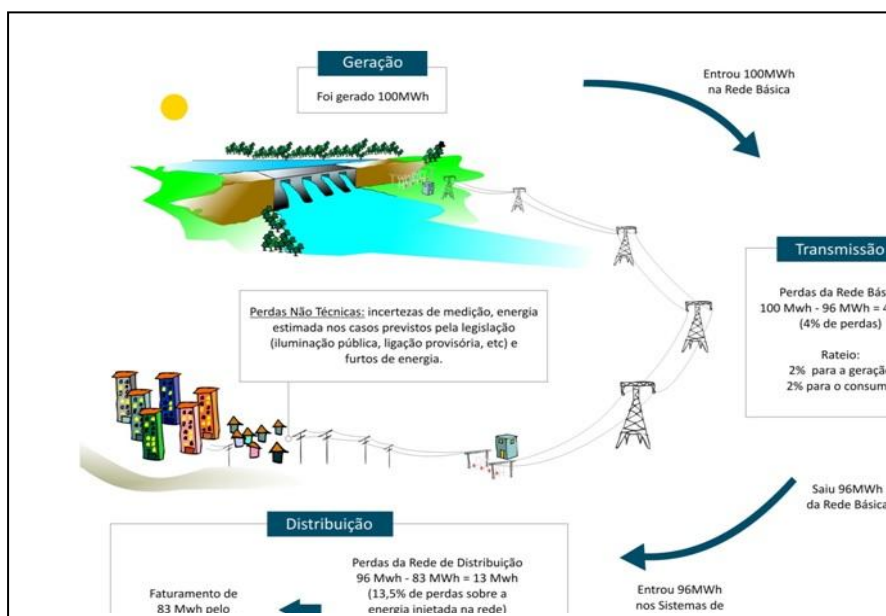 Geração
Foi gerado 100MWh
Entrou 100MWh
na Rede Básica
Transmissão
Perdas da Rede
100 Mwh - 96 MWh =
(4% de perdas)
Rateio:
2% para a geração
2% para o
Perdas Não Técnicas: incertezas de medição, energia
estimada nos casos previstos pela legislação
(iluminação pública, ligação provisória, etc) e
furtos de energia.
Saiu 96MWh
da Rede Básica
Distribuição
Perdas da Rede de Distribuição
96 Mwh - 83 MWh = 13 Mwh
(13,5% de perdas sobre a
energia injetada na rede)
Faturamento de
83 Mwh pelo
Entrou 96MWh
nos Sistemas de